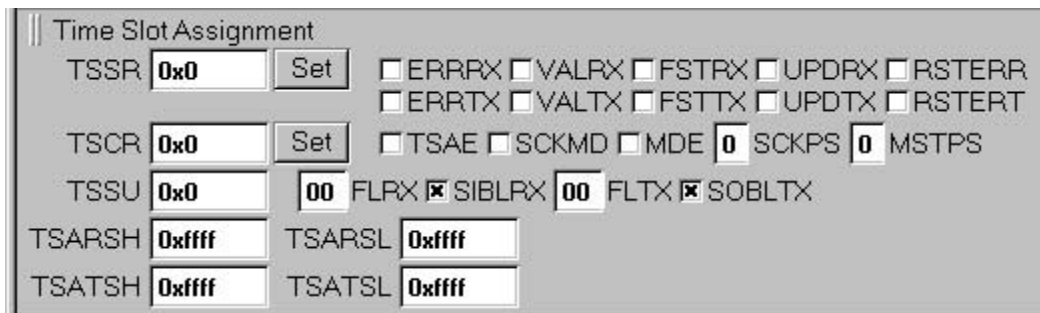 Time Slot Assignment
TSSR 0x0 Set ERRRX VALRX FSTRX UPDRX RSTERR
ERRTX VALTX FSTTX UPDTX RSTERT
TSCR 0x0 Set TSAE SCKMD MDE 0 SCKPS 0 MSTPS
TSSU 0x0 00 FLRX SIBLRX 00 FLTX SOBLTX
TSARSH 0xffff TSARSL 0xffff
TSATSH 0xffff TSATSL 0xffff